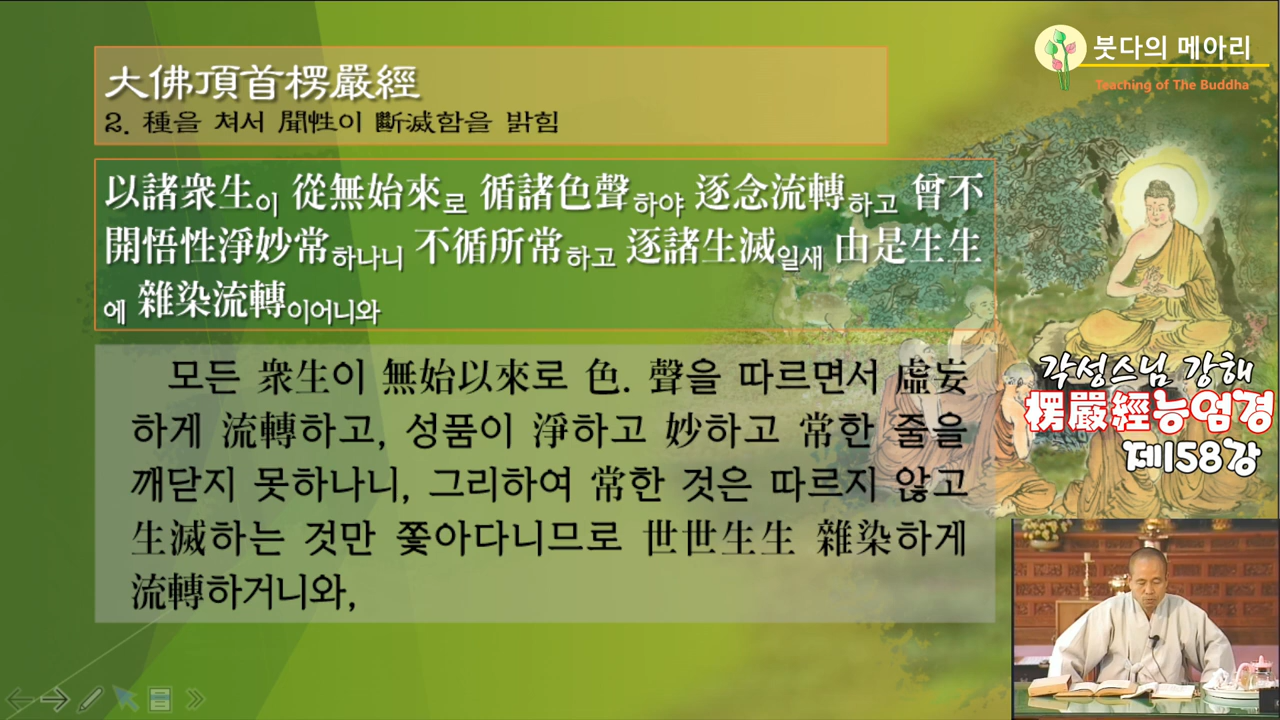 大佛頂首楞嚴經
2. 種을 쳐서 聞性이 斷滅함을 밝힘
以諸衆生이 從無始來로 循諸色聲하야 逐念流轉하고 曾不
開悟性淨妙常하나니 不循所常하고 逐諸生滅일새 由是生生
에 雜染流轉이어니와
모든 衆生이 無始以來로 色. 聲을 따르면서 虛妄
하게 流轉하고, 성품이 淨하고 妙하고 常한 줄을
깨닫지 못하나니, 그리하여 常한 것은 따르지 않고
生滅하는 것만 쫓아다니므로 世世生生 雜染하게
流轉하거니와,
붓다의 메아리
Teaching of The Buddha
각성스님 강해
楞嚴經능엄경
제158강